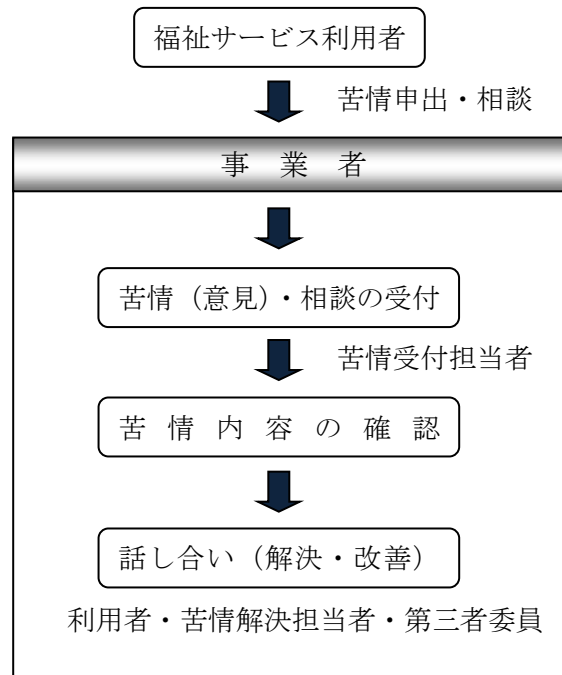 福祉サービス利用者
苦情申出・相談
事業者
苦情（意見）・相談の受付
苦情受付担当者
苦情内容の確認
話し合い（解決・改善）
利用者・苦情解決担当者・第三者委員